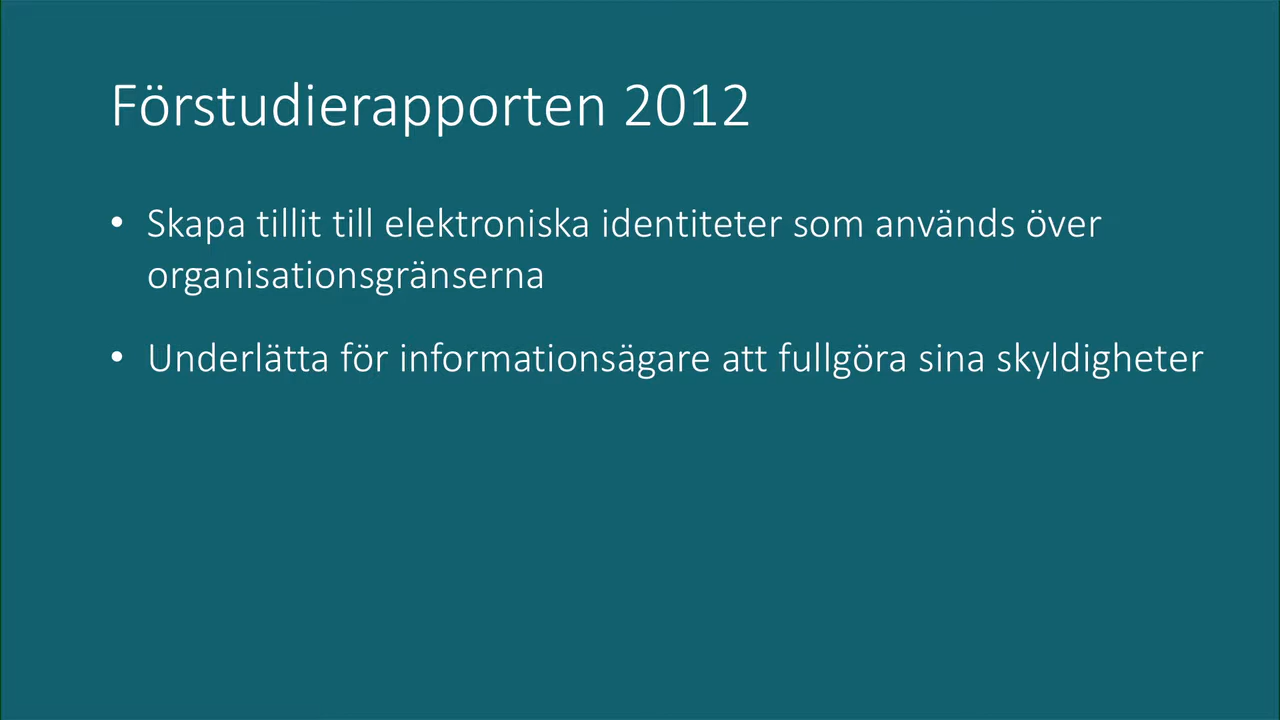 Förstudierapporten 2012
• Skapa tillit till elektroniska identiteter som används över
organisationsgränserna
• Underlätta för informationsägare att fullgöra sina skyldigheter